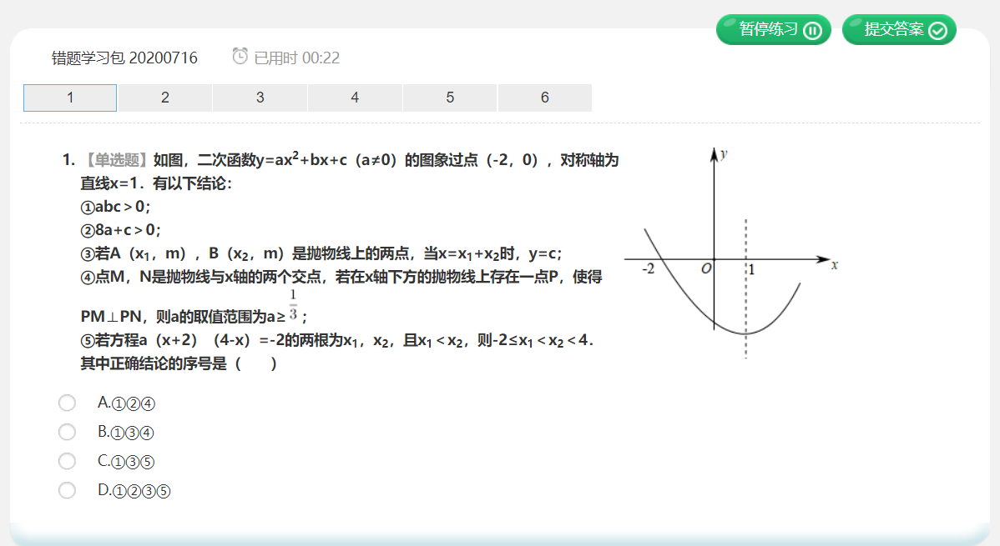 暂停练习
提交答案
错题学习包 20200716
已用时 00:22
1 2 3 4 5 6
1. 【单选题】如图，二次函数y=ax²+bx+c（a≠0）的图象过点（-2，0），对称轴为
直线x=1．有以下结论：
①abc＞0；
②8a+c＞0；
③若A（x₁，m），B（x₂，m）是抛物线上的两点，当x=x₁+x₂时，y=c；
④点M，N是抛物线与x轴的两个交点，若在x轴下方的抛物线上存在一点P，使得
PM⊥PN，则a的取值范围为a≥1/3；
⑤若方程a（x+2）（4-x）=-2的两根为x₁，x₂，且x₁＜x₂，则-2≤x₁＜x₂＜4．
其中正确结论的序号是（　　）
y
-2
O
1
x
A.①②④
B.①③④
C.①③⑤
D.①②③⑤